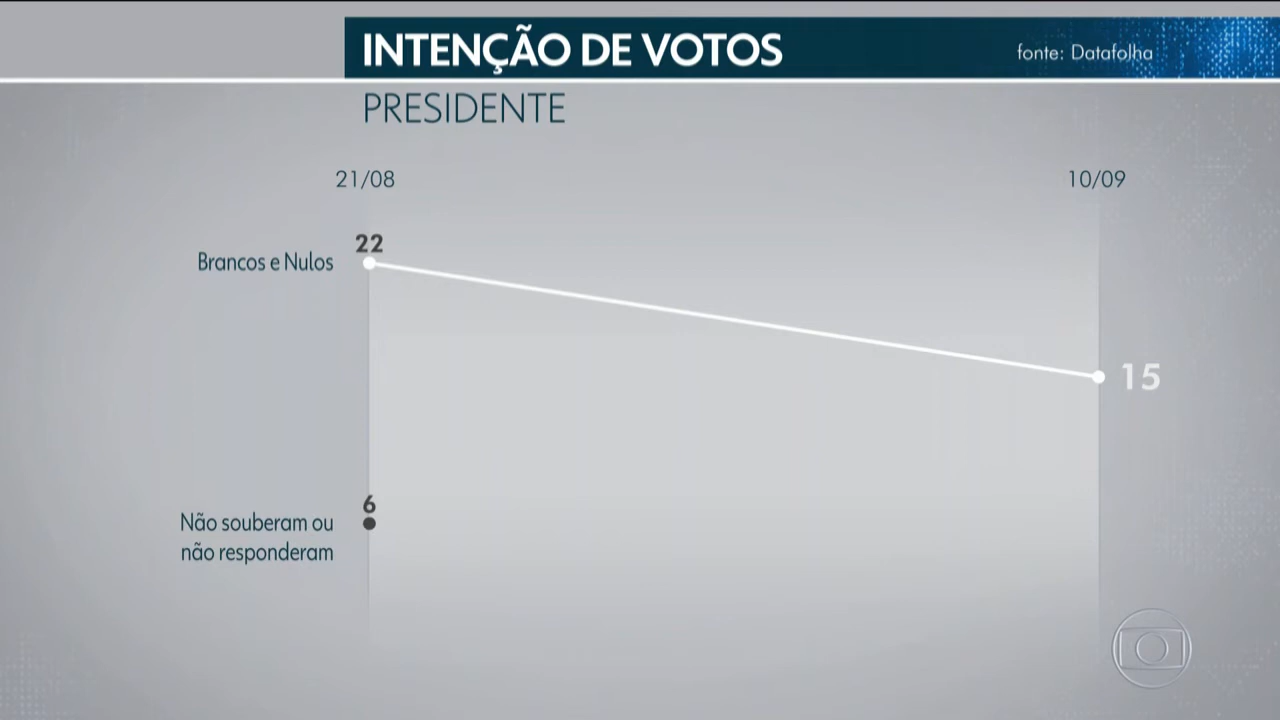 INTENÇÃO DE VOTOS
fonte: Datafolha
PRESIDENTE
21/08
10/09
22
Brancos e Nulos
15
6
Não souberam ou
não responderam